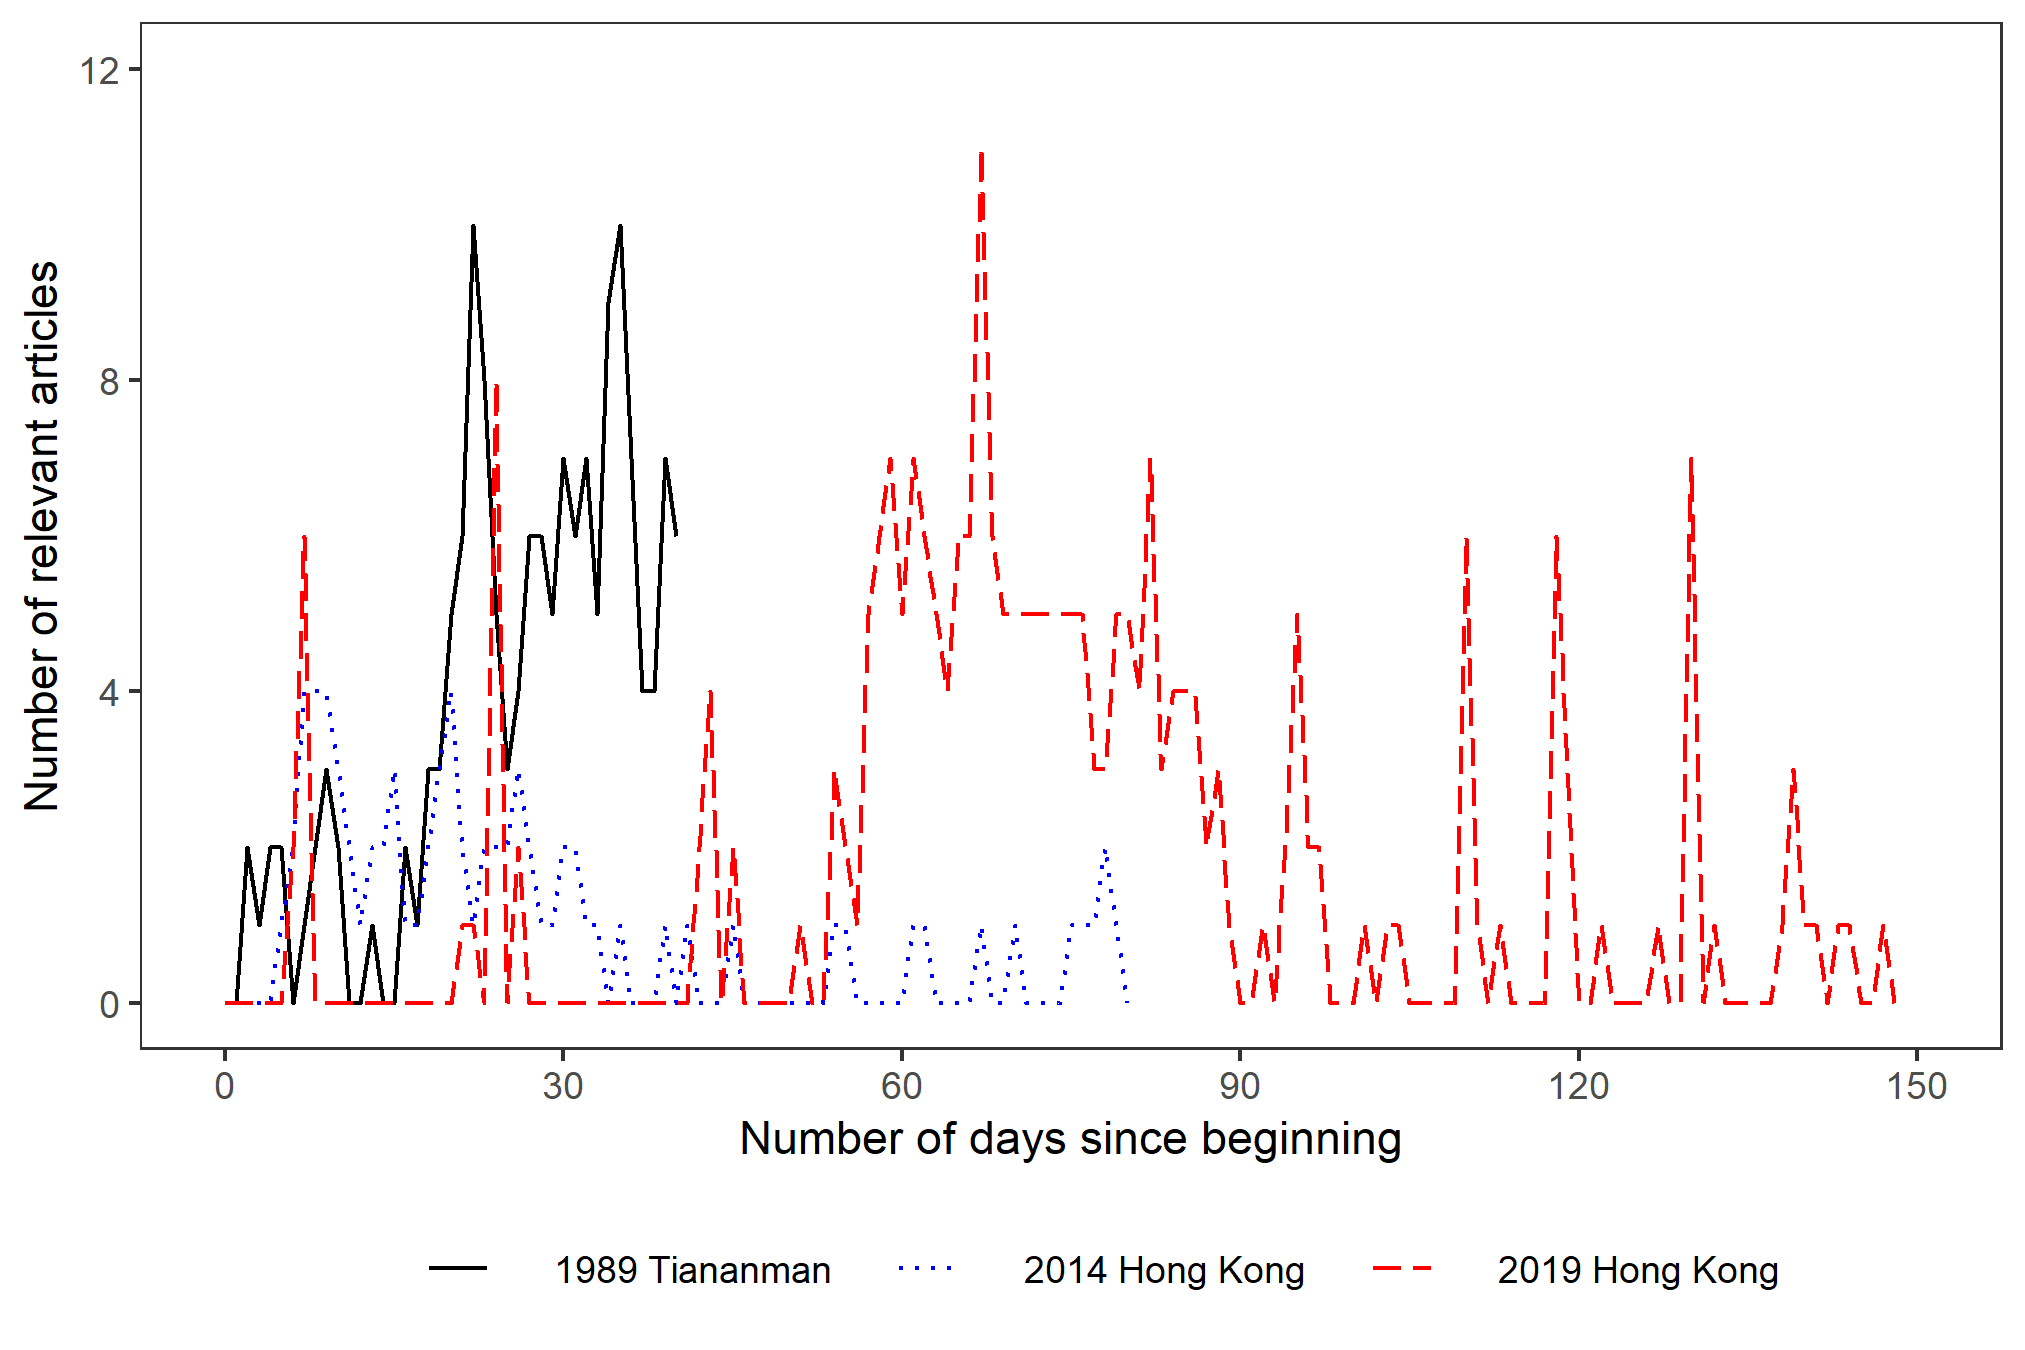 Number of relevant articles
12
8
4
0
0 30 60 90 120 150
Number of days since beginning
1989 Tiananman 2014 Hong Kong 2019 Hong Kong